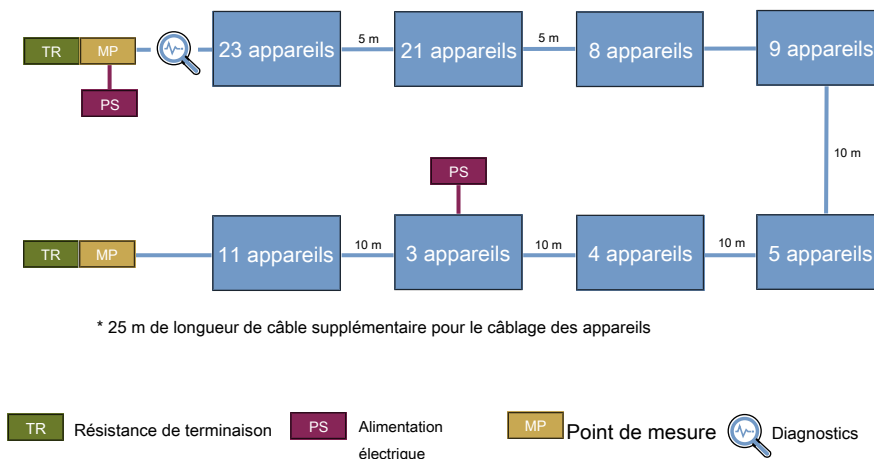 TR
MP
PS
23 appareils
5 m
21 appareils
5 m
8 appareils
9 appareils
10 m
PS
TR
MP
11 appareils
10 m
3 appareils
10 m
4 appareils
10 m
5 appareils
* 25 m de longueur de câble supplémentaire pour le câblage des appareils
TR
Résistance de terminaison
PS
Alimentation
électrique
MP
Point de mesure
Diagnostics